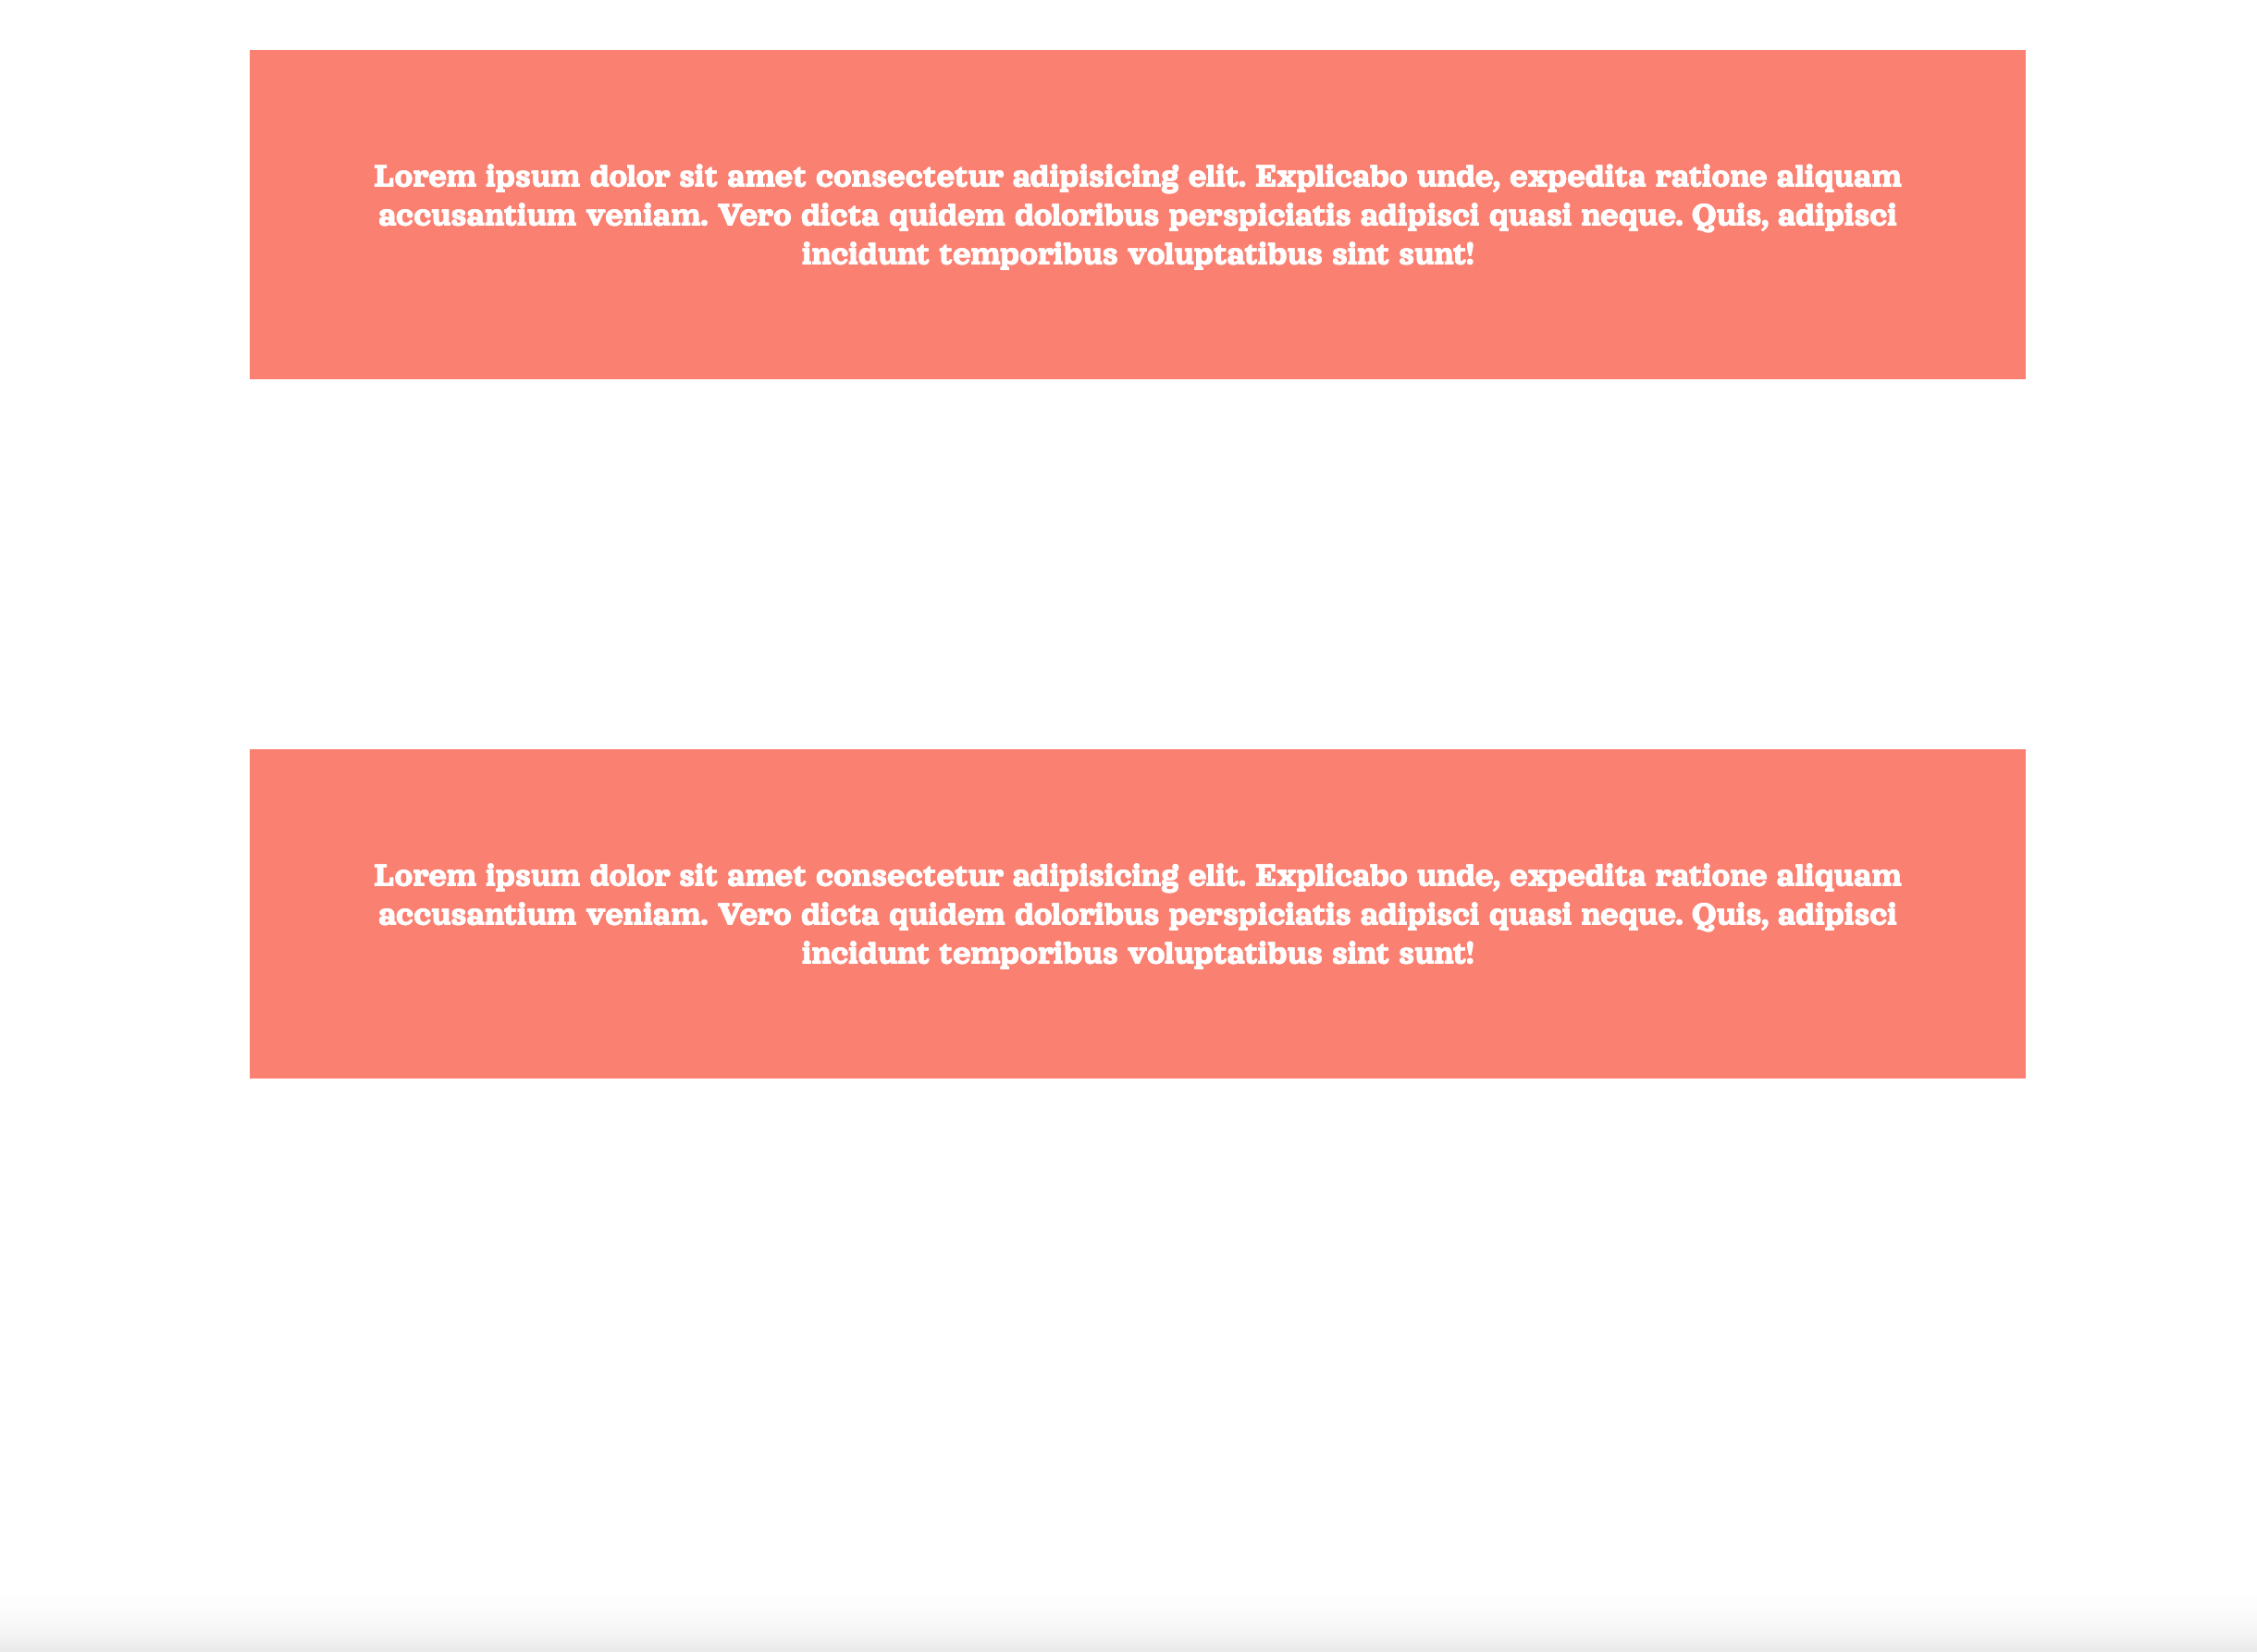 Lorem ipsum dolor sit amet consectetur adipisicing elit. Explicabo unde, expedita ratione aliquam
accusantium veniam. Vero dicta quidem doloribus perspiciatis adipisci quasi neque. Quis, adipisci
incidunt temporibus voluptatibus sint sunt!
Lorem ipsum dolor sit amet consectetur adipisicing elit. Explicabo unde, expedita ratione aliquam
accusantium veniam. Vero dicta quidem doloribus perspiciatis adipisci quasi neque. Quis, adipisci
incidunt temporibus voluptatibus sint sunt!